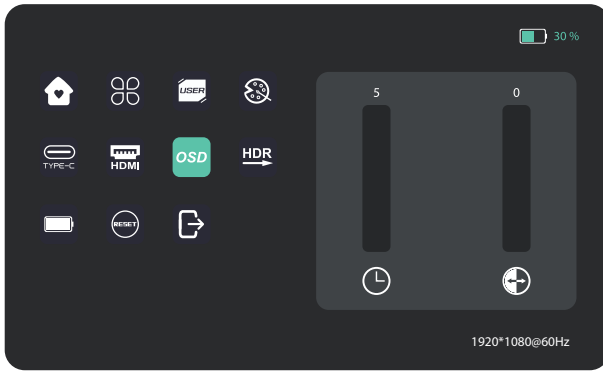 30 %
USER
5
0
TYPE-C
HDMI
OSD
HDR
RESET
1920*1080@60Hz